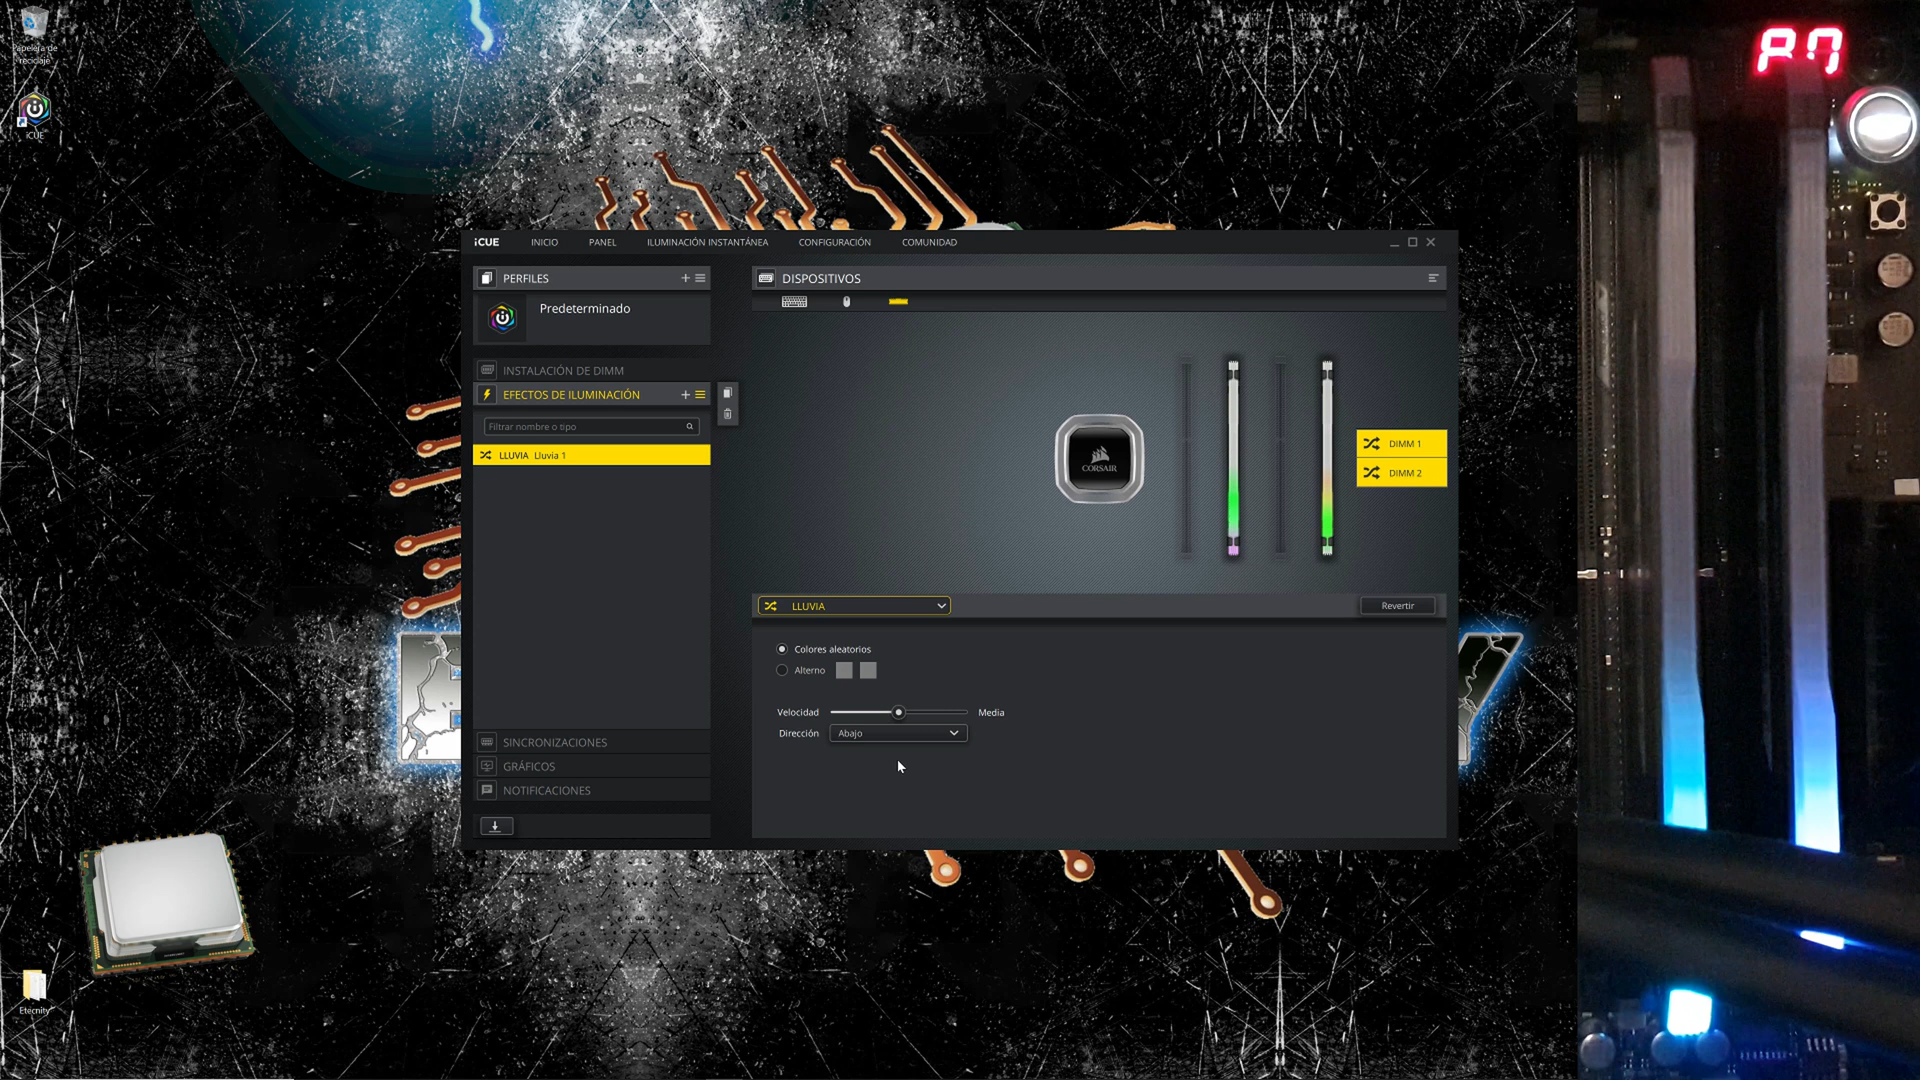 Papelera de
reciclaje
iCUE
iCUE INICIO PANEL ILUMINACIÓN INSTANTÁNEA CONFIGURACIÓN COMUNIDAD
PERFILES
Predeterminado
INSTALACIÓN DE DIMM
EFECTOS DE ILUMINACIÓN
Filtrar nombre o tipo
LLUVIA Lluvia 1
SINCRONIZACIONES
GRÁFICOS
NOTIFICACIONES
DISPOSITIVOS
CORSAIR
DIMM 1
DIMM 2
LLUVIA
Revertir
Colores aleatorios
Alterno
Velocidad Media
Dirección Abajo
Etecnity